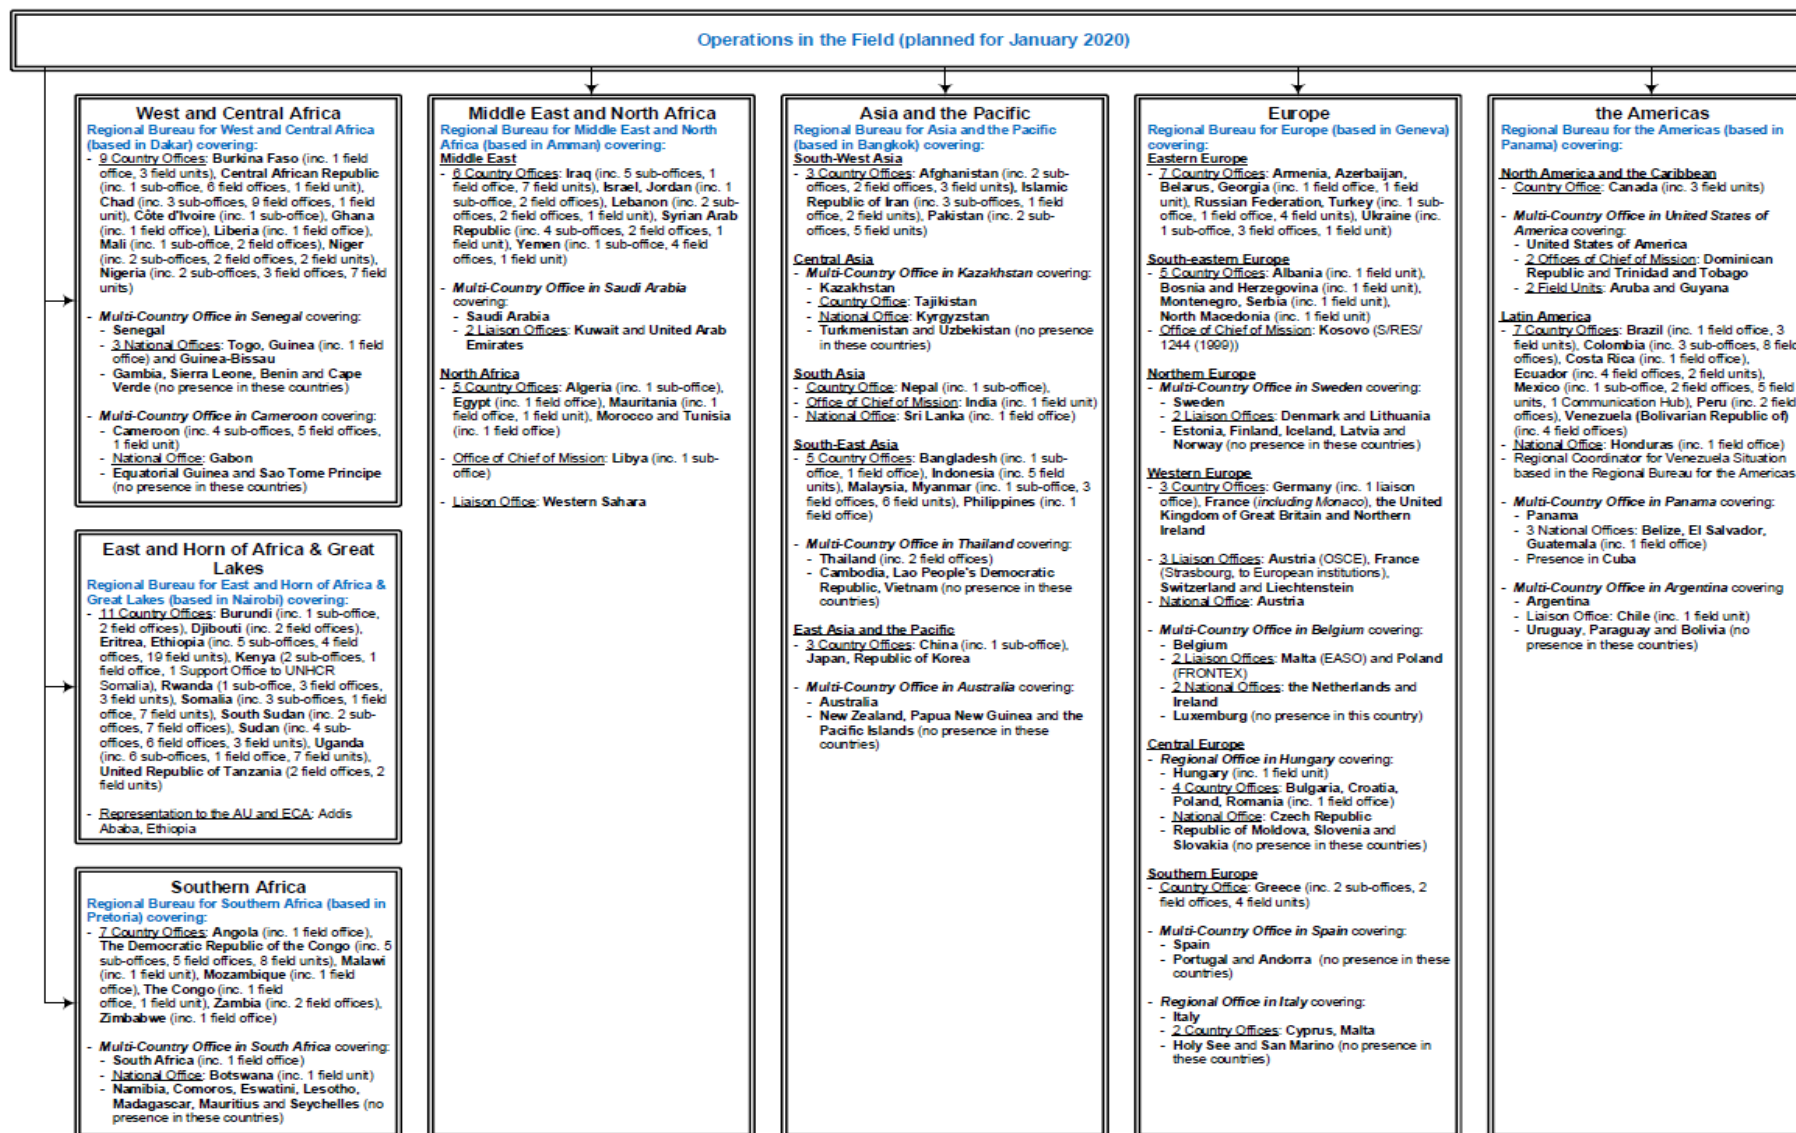 Operations in the Field (planned for January 2020)
West and Central Africa
Regional Bureau for West and Central Africa
(based in Dakar) covering:
- 9 Country Offices: Burkina Faso (inc. 1 field
office, 3 field units), Central African Republic
(inc. 1 sub-office, 6 field offices, 1 field unit),
Chad (inc. 3 sub-offices, 9 field offices, 1 field
unit), Côte d'Ivoire (inc. 1 sub-office), Ghana
(inc. 1 field office), Liberia (inc. 1 field office),
Mali (inc. 1 sub-office, 2 field offices), Niger
(inc. 2 sub-offices, 2 field offices, 2 field units),
Nigeria (inc. 2 sub-offices, 3 field offices, 7 field
units)
- Multi-Country Office in Senegal covering:
- Senegal
- 3 National Offices: Togo, Guinea (inc. 1 field
office) and Guinea-Bissau
- Gambia, Sierra Leone, Benin and Cape
Verde (no presence in these countries)
- Multi-Country Office in Cameroon covering:
- Cameroon (inc. 4 sub-offices, 5 field offices,
1 field unit)
- National Office: Gabon
- Equatorial Guinea and Sao Tome Principe
(no presence in these countries)
East and Horn of Africa & Great
Lakes
Regional Bureau for East and Horn of Africa &
Great Lakes (based in Nairobi) covering:
- 11 Country Offices: Burundi (inc. 1 sub-office,
2 field offices), Djibouti (inc. 2 field offices),
Eritrea, Ethiopia (inc. 5 sub-offices, 4 field
offices, 19 field units), Kenya (2 sub-offices, 1
field office, 1 Support Office to UNHCR
Somalia), Rwanda (1 sub-office, 3 field offices,
3 field units), Somalia (inc. 3 sub-offices, 1 field
office, 7 field units), South Sudan (inc. 2 sub-
offices, 7 field offices), Sudan (inc. 4 sub-
offices, 6 field offices, 3 field units), Uganda
(inc. 6 sub-offices, 1 field office, 7 field units),
United Republic of Tanzania (2 field offices, 2
field units)
- Representation to the AU and ECA: Addis
Ababa, Ethiopia
Southern Africa
Regional Bureau for Southern Africa (based in
Pretoria) covering:
- 7 Country Offices: Angola (inc. 1 field office),
The Democratic Republic of the Congo (inc. 5
sub-offices, 5 field offices, 8 field units), Malawi
(inc. 1 field unit), Mozambique (inc. 1 field
office), The Congo (inc. 1 field
office, 1 field unit), Zambia (inc. 2 field offices),
Zimbabwe (inc. 1 field office)
- Multi-Country Office in South Africa covering:
- South Africa (inc. 1 field office)
- National Office: Botswana (inc. 1 field unit)
- Namibia, Comoros, Eswatini, Lesotho,
Madagascar, Mauritius and Seychelles (no
presence in these countries)
Middle East and North Africa
Regional Bureau for Middle East and North
Africa (based in Amman) covering:
Middle East
- 6 Country Offices: Iraq (inc. 5 sub-offices, 1
field office, 7 field units), Israel, Jordan (inc. 1
sub-office, 2 field offices), Lebanon (inc. 2 sub-
offices, 2 field offices, 1 field unit), Syrian Arab
Republic (inc. 4 sub-offices, 2 field offices, 1
field unit), Yemen (inc. 1 sub-office, 4 field
offices, 1 field unit)
- Multi-Country Office in Saudi Arabia
covering:
- Saudi Arabia
- 2 Liaison Offices: Kuwait and United Arab
Emirates
North Africa
- 5 Country Offices: Algeria (inc. 1 sub-office),
Egypt (inc. 1 field office), Mauritania (inc. 1
field office, 1 field unit), Morocco and Tunisia
(inc. 1 field office)
- Office of Chief of Mission: Libya (inc. 1 sub-
office)
- Liaison Office: Western Sahara
Asia and the Pacific
Regional Bureau for Asia and the Pacific
(based in Bangkok) covering:
South-West Asia
- 3 Country Offices: Afghanistan (inc. 2 sub-
offices, 2 field offices, 3 field units), Islamic
Republic of Iran (inc. 3 sub-offices, 1 field
office, 2 field units), Pakistan (inc. 2 sub-
offices, 5 field units)
Central Asia
- Multi-Country Office in Kazakhstan covering:
- Kazakhstan
- Country Office: Tajikistan
- National Office: Kyrgyzstan
- Turkmenistan and Uzbekistan (no presence
in these countries)
South Asia
- Country Office: Nepal (inc. 1 sub-office),
- Office of Chief of Mission: India (inc. 1 field unit)
- National Office: Sri Lanka (inc. 1 field office)
South-East Asia
- 5 Country Offices: Bangladesh (inc. 1 sub-
office, 1 field office), Indonesia (inc. 5 field
units), Malaysia, Myanmar (inc. 1 sub-office, 3
field offices, 6 field units), Philippines (inc. 1
field office)
- Multi-Country Office in Thailand covering:
- Thailand (inc. 2 field offices)
- Cambodia, Lao People's Democratic
Republic, Vietnam (no presence in these
countries)
East Asia and the Pacific
- 3 Country Offices: China (inc. 1 sub-office),
Japan, Republic of Korea
- Multi-Country Office in Australia covering:
- Australia
- New Zealand, Papua New Guinea and the
Pacific Islands (no presence in these
countries)
Europe
Regional Bureau for Europe (based in Geneva)
covering:
Eastern Europe
- 7 Country Offices: Armenia, Azerbaijan,
Belarus, Georgia (inc. 1 field office, 1 field
unit), Russian Federation, Turkey (inc. 1 sub-
office, 1 field office, 4 field units), Ukraine (inc.
1 sub-office, 3 field offices, 1 field unit)
South-eastern Europe
- 5 Country Offices: Albania (inc. 1 field unit),
Bosnia and Herzegovina (inc. 1 field unit),
Montenegro, Serbia (inc. 1 field unit),
North Macedonia (inc. 1 field unit)
- Office of Chief of Mission: Kosovo (S/RES/
1244 (1999))
Northern Europe
- Multi-Country Office in Sweden covering:
- Sweden
- 2 Liaison Offices: Denmark and Lithuania
- Estonia, Finland, Iceland, Latvia and
Norway (no presence in these countries)
Western Europe
- 3 Country Offices: Germany (inc. 1 liaison
office), France (including Monaco), the United
Kingdom of Great Britain and Northern
Ireland
- 3 Liaison Offices: Austria (OSCE), France
(Strasbourg, to European institutions),
Switzerland and Liechtenstein
- National Office: Austria
- Multi-Country Office in Belgium covering:
- Belgium
- 2 Liaison Offices: Malta (EASO) and Poland
(FRONTEX)
- 2 National Offices: the Netherlands and
Ireland
- Luxemburg (no presence in this country)
Central Europe
- Regional Office in Hungary covering:
- Hungary (inc. 1 field unit)
- 4 Country Offices: Bulgaria, Croatia,
Poland, Romania (inc. 1 field office)
- National Office: Czech Republic
- Republic of Moldova, Slovenia and
Slovakia (no presence in these countries)
Southern Europe
- Country Office: Greece (inc. 2 sub-offices, 2
field offices, 4 field units)
- Multi-Country Office in Spain covering:
- Spain
- Portugal and Andorra (no presence in these
countries)
- Regional Office in Italy covering:
- Italy
- 2 Country Offices: Cyprus, Malta
- Holy See and San Marino (no presence in
these countries)
the Americas
Regional Bureau for the Americas (based in
Panama) covering:
North America and the Caribbean
- Country Office: Canada (inc. 3 field units)
- Multi-Country Office in United States of
America covering:
- United States of America
- 2 Offices of Chief of Mission: Dominican
Republic and Trinidad and Tobago
- 2 Field Units: Aruba and Guyana
Latin America
- 7 Country Offices: Brazil (inc. 1 field office, 3
field units), Colombia (inc. 3 sub-offices, 8 field
offices), Costa Rica (inc. 1 field office),
Ecuador (inc. 4 field offices, 2 field units),
Mexico (inc. 1 sub-office, 2 field offices, 5 field
units, 1 Communication Hub), Peru (inc. 2 field
offices), Venezuela (Bolivarian Republic of)
(inc. 4 field offices)
- National Office: Honduras (inc. 1 field office)
- Regional Coordinator for Venezuela Situation
based in the Regional Bureau for the Americas
- Multi-Country Office in Panama covering:
- Panama
- 3 National Offices: Belize, El Salvador,
Guatemala (inc. 1 field office)
- Presence in Cuba
- Multi-Country Office in Argentina covering
- Argentina
- Liaison Office: Chile (inc. 1 field unit)
- Uruguay, Paraguay and Bolivia (no
presence in these countries)